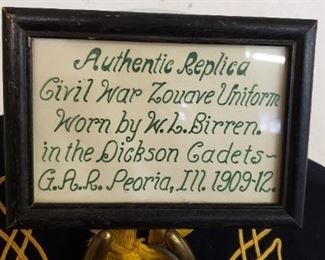 Authentic Replica
Civil War Zouave Uniform
Worn by W.L. Birren.
in the Dickson Cadets~
G.A.R. Peoria, Ill. 1909-12.